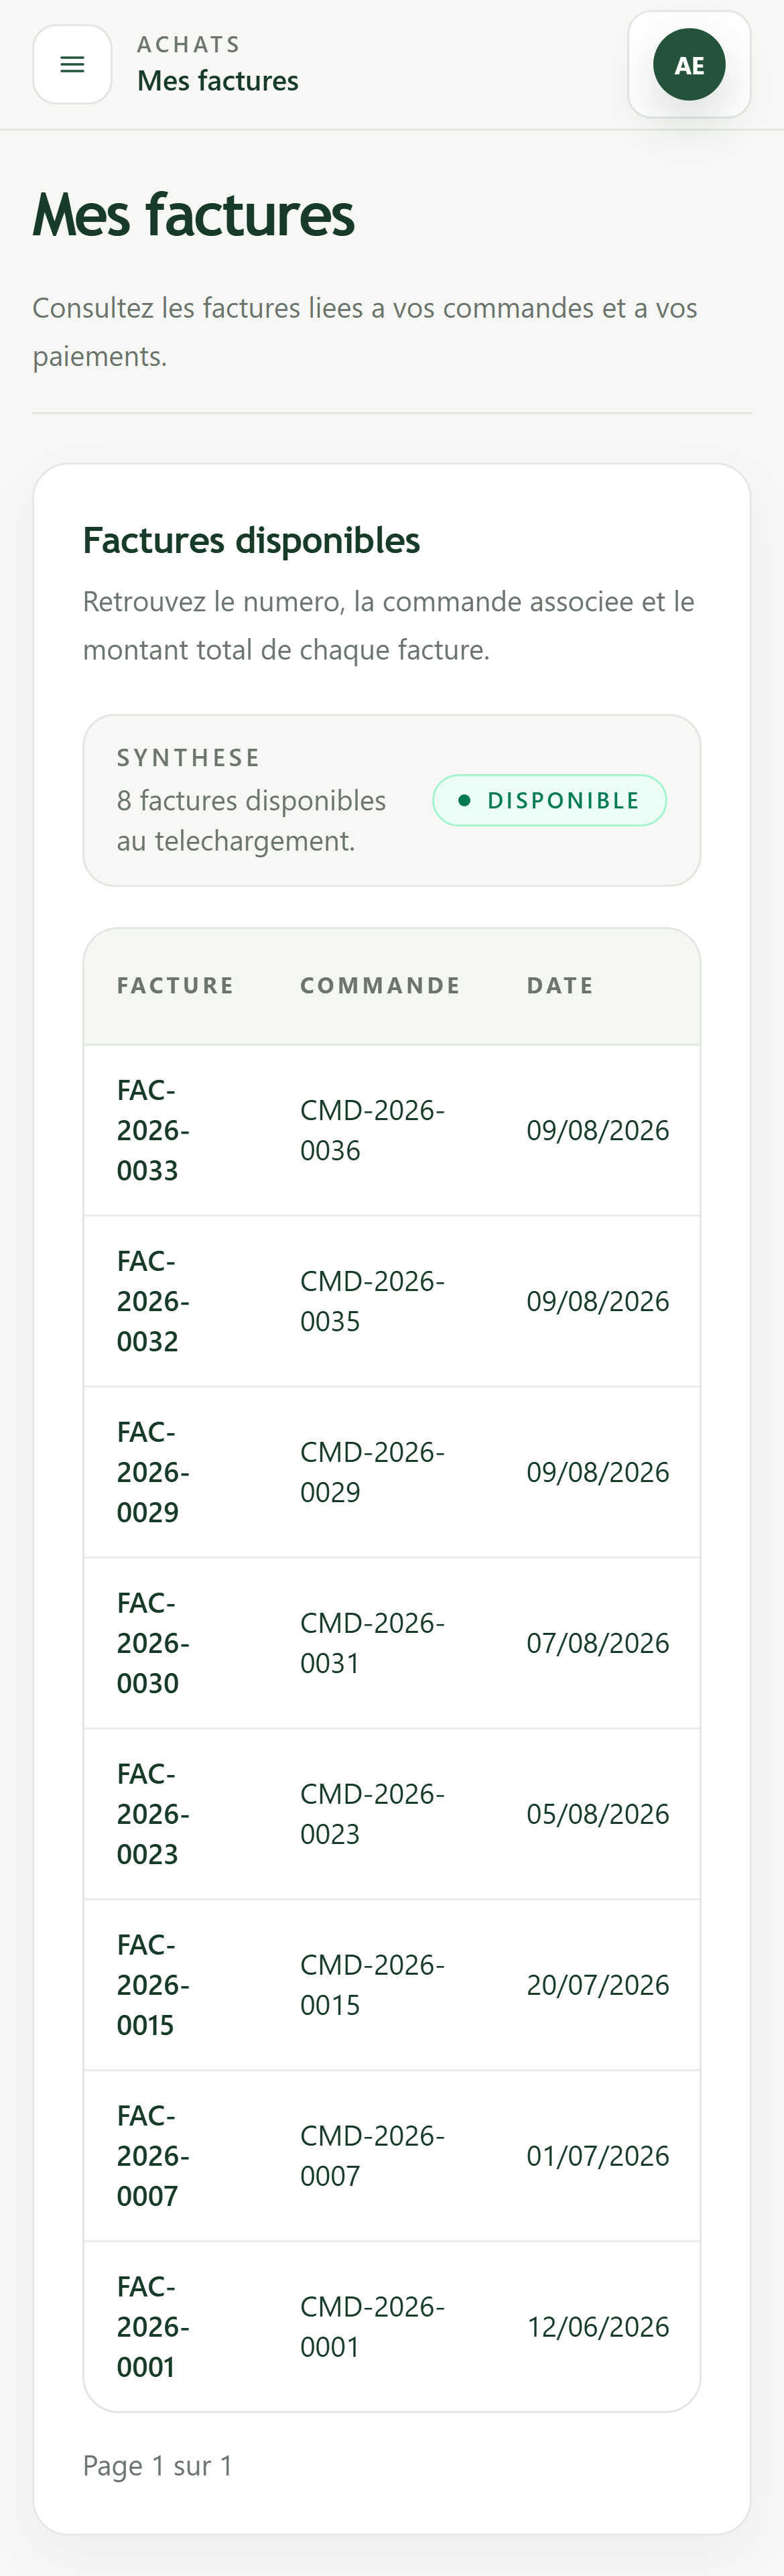 ACHATS
Mes factures
AE
Mes factures
Consultez les factures liees a vos commandes et a vos
paiements.
Factures disponibles
Retrouvez le numero, la commande associee et le
montant total de chaque facture.
SYNTHESE
8 factures disponibles
au telechargement.
DISPONIBLE
FACTURE COMMANDE DATE
FAC-
2026-
0033
CMD-2026-
0036
09/08/2026
FAC-
2026-
0032
CMD-2026-
0035
09/08/2026
FAC-
2026-
0029
CMD-2026-
0029
09/08/2026
FAC-
2026-
0030
CMD-2026-
0031
07/08/2026
FAC-
2026-
0023
CMD-2026-
0023
05/08/2026
FAC-
2026-
0015
CMD-2026-
0015
20/07/2026
FAC-
2026-
0007
CMD-2026-
0007
01/07/2026
FAC-
2026-
0001
CMD-2026-
0001
12/06/2026
Page 1 sur 1